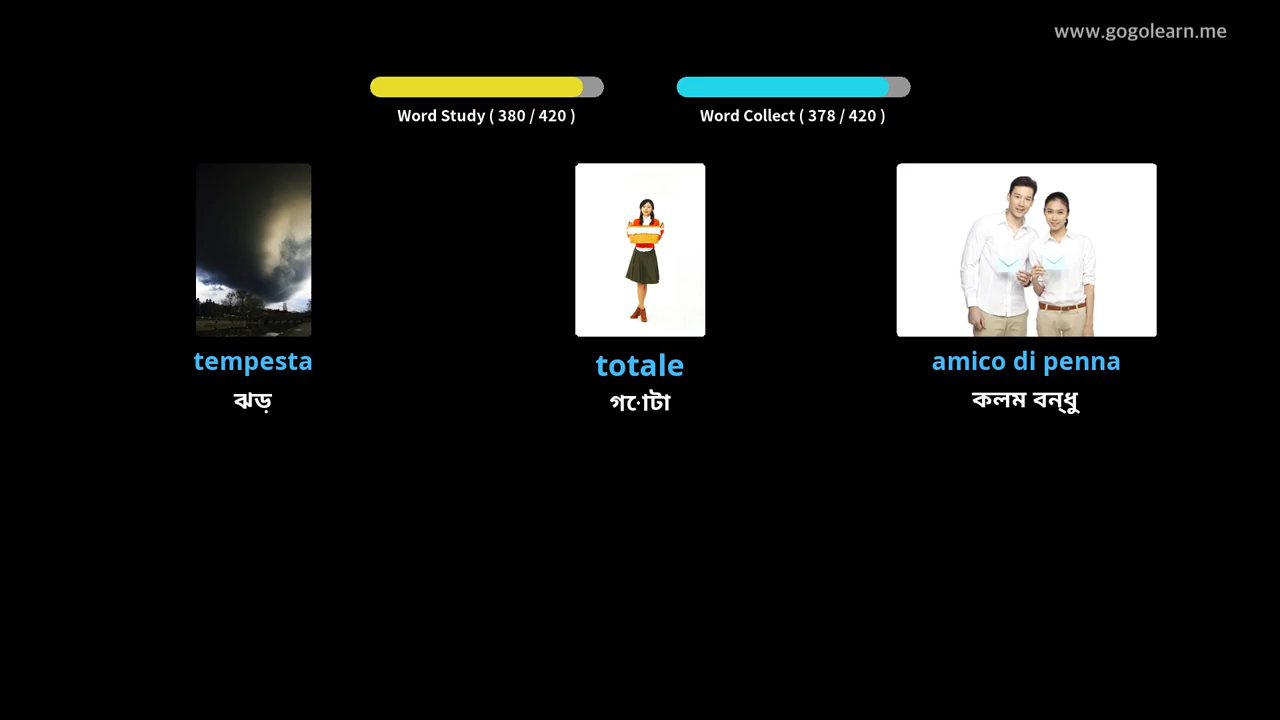 www.gogolearn.me
Word Study ( 380 / 420 )
Word Collect ( 378 / 420 )
tempesta
totale
amico di penna
ঝড়
গোটা
কলম বন্ধু